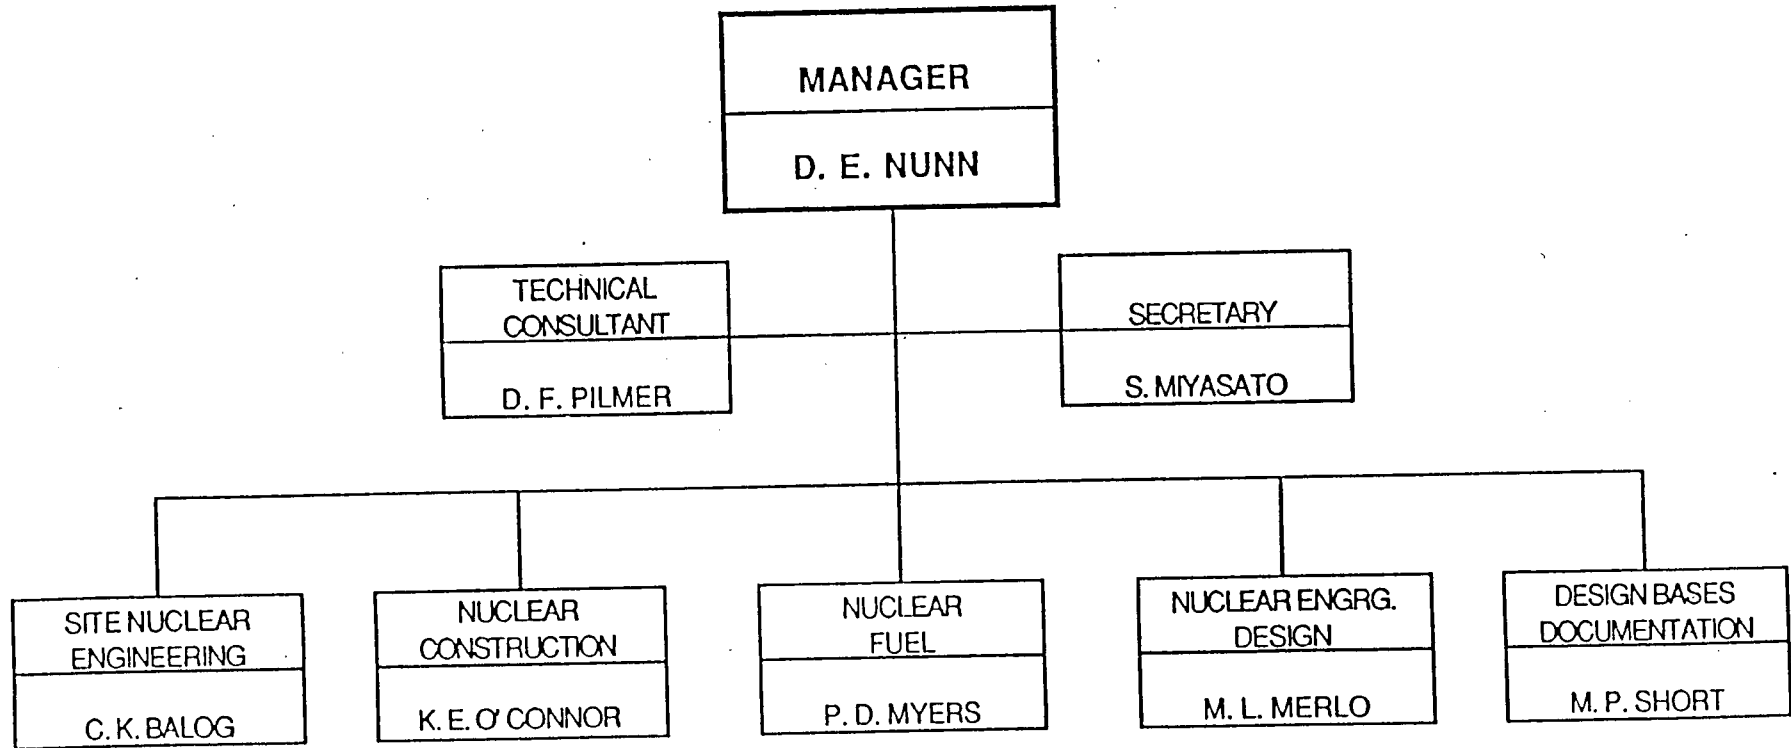 MANAGER
D. E. NUNN
TECHNICAL
CONSULTANT
D. F. PILMER
SECRETARY
S. MIYASATO
SITE NUCLEAR
ENGINEERING
C. K. BALOG
NUCLEAR
CONSTRUCTION
K. E. O' CONNOR
NUCLEAR
FUEL
P. D. MYERS
NUCLEAR ENGRG.
DESIGN
M. L. MERLO
DESIGN BASES
DOCUMENTATION
M. P. SHORT